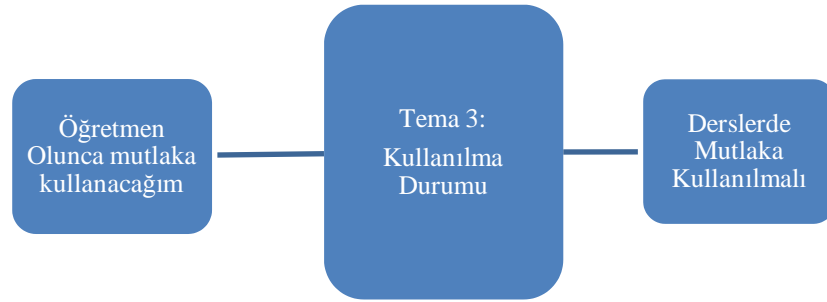 Öğretmen
Olunca mutlaka
kullanacağım
Tema 3:
Kullanılma
Durumu
Derslerde
Mutlaka
Kullanılmalı